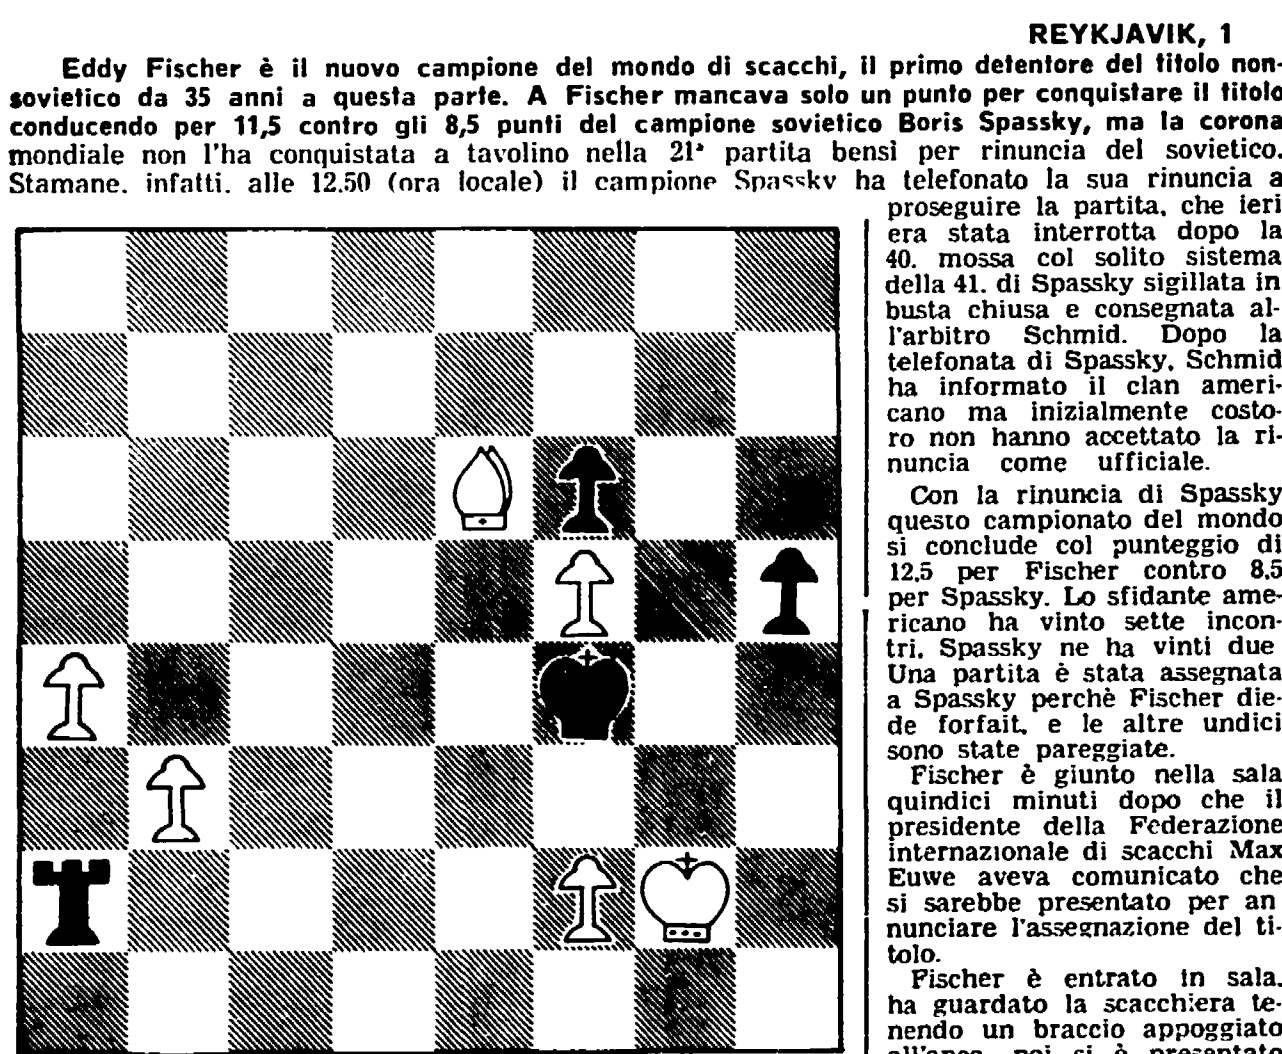 REYKJAVIK, 1
Eddy Fischer è il nuovo campione del mondo di scacchi, il primo detentore del titolo non-
sovietico da 35 anni a questa parte. A Fischer mancava solo un punto per conquistare il titolo
conducendo per 11,5 contro gli 8,5 punti del campione sovietico Boris Spassky, ma la corona
mondiale non l'ha conquistata a tavolino nella 21ª partita bensì per rinuncia del sovietico.
Stamane, infatti, alle 12.50 (ora locale) il campione Spassky ha telefonato la sua rinuncia a
proseguire la partita, che ieri
era stata interrotta dopo la
40. mossa col solito sistema
della 41. di Spassky sigillata in
busta chiusa e consegnata al-
l'arbitro Schmid. Dopo la
telefonata di Spassky, Schmid
ha informato il clan ameri-
cano ma inizialmente costo-
ro non hanno accettato la ri-
nuncia come ufficiale.
Con la rinuncia di Spassky
questo campionato del mondo
si conclude col punteggio di
12,5 per Fischer contro 8,5
per Spassky. Lo sfidante ame-
ricano ha vinto sette incon-
tri, Spassky ne ha vinti due
Una partita è stata assegnata
a Spassky perchè Fischer die-
de forfait, e le altre undici
sono state pareggiate.
Fischer è giunto nella sala
quindici minuti dopo che il
presidente della Federazione
internazionale di scacchi Max
Euwe aveva comunicato che
si sarebbe presentato per an
nunciare l'assegnazione del ti-
tolo.
Fischer è entrato in sala,
ha guardato la scacchiera te-
nendo un braccio appoggiato